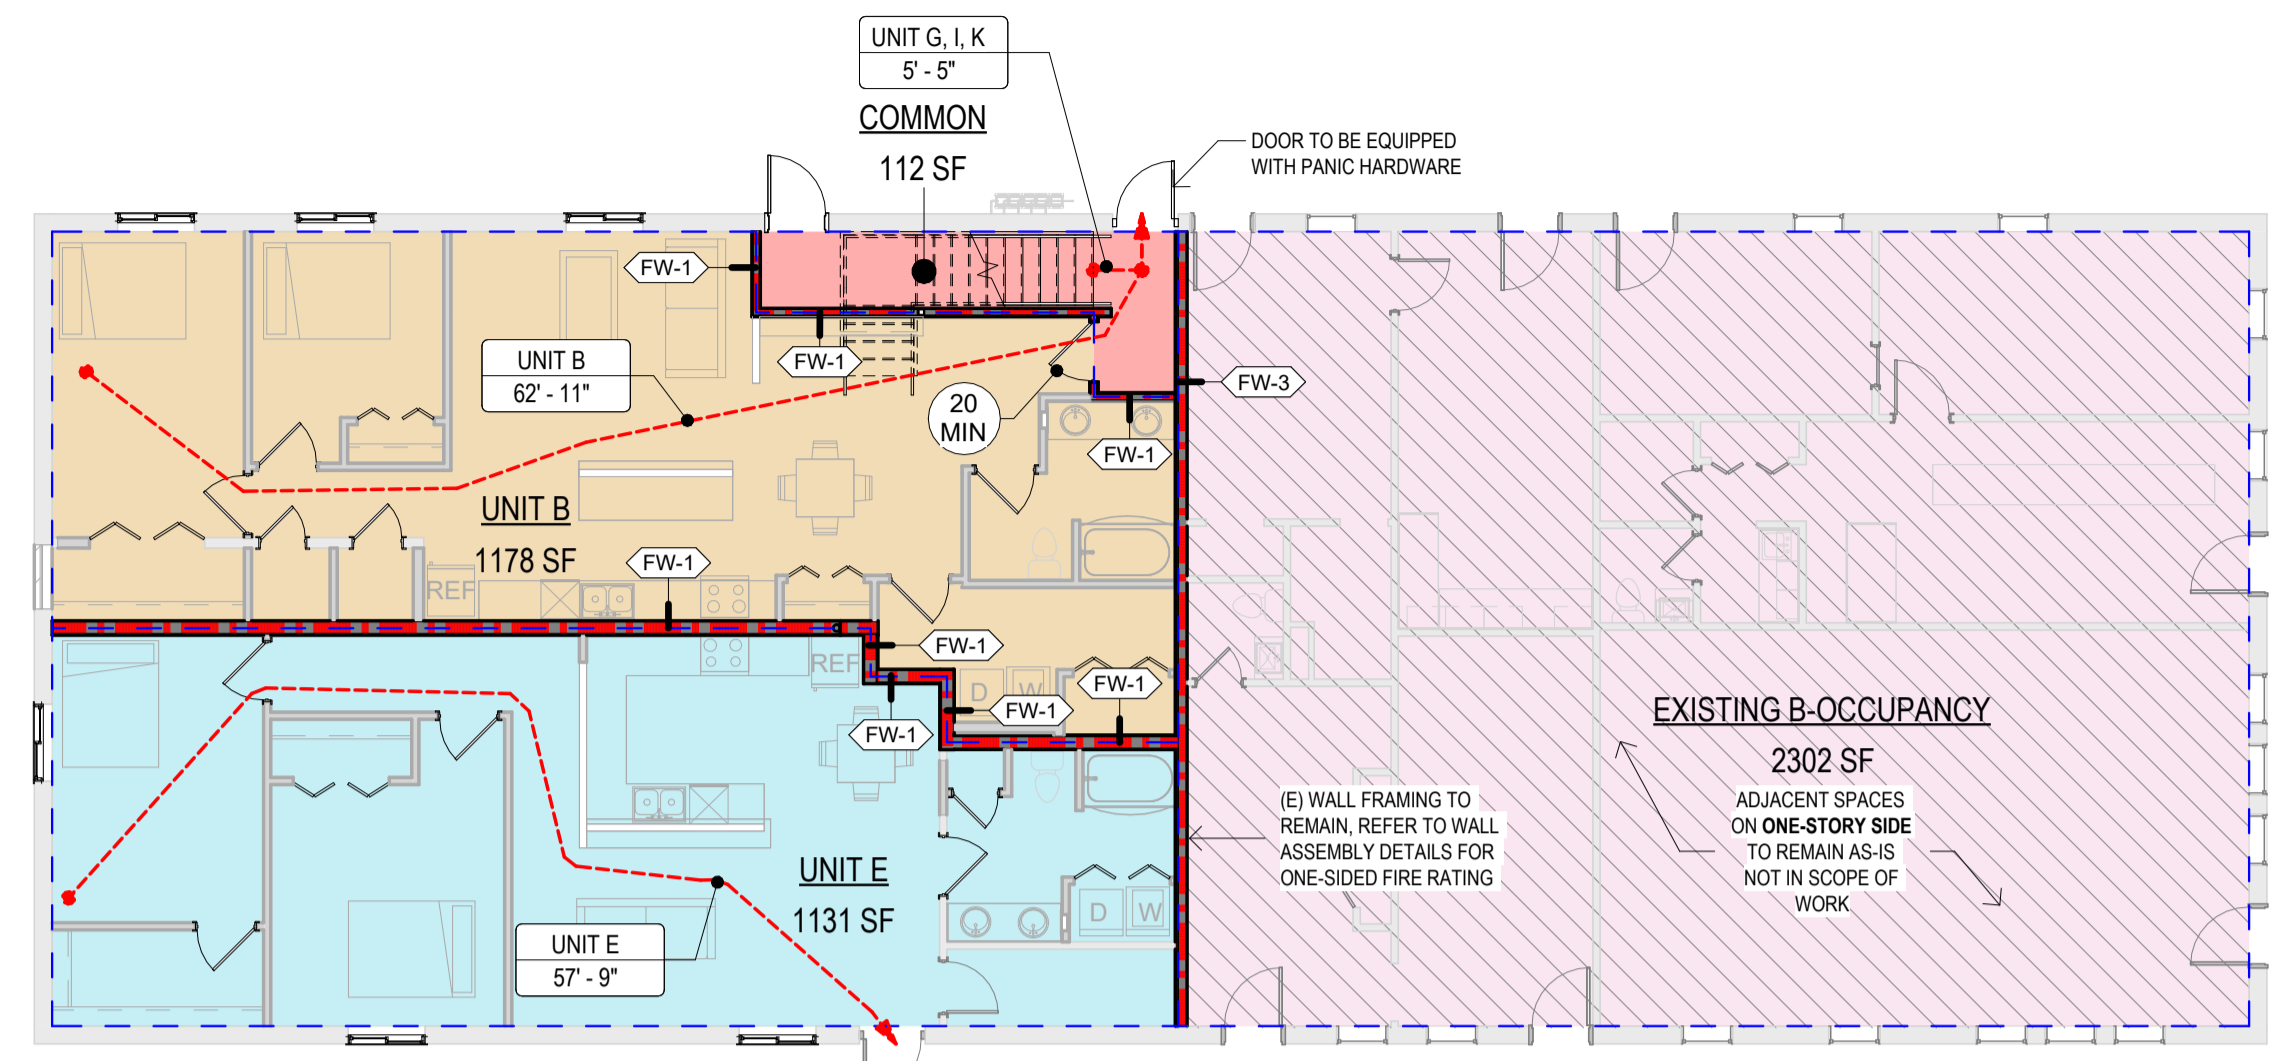 UNIT G, I, K
5' - 5"
COMMON
112 SF
DOOR TO BE EQUIPPED
WITH PANIC HARDWARE
FW-1
FW-1
UNIT B
62' - 11"
20
MIN
FW-3
FW-1
UNIT B
1178 SF
FW-1
REF
FW-1
REF
D
W
FW-1
FW-1
FW-1
EXISTING B-OCCUPANCY
2302 SF
ADJACENT SPACES
ON ONE-STORY SIDE
TO REMAIN AS-IS
NOT IN SCOPE OF
WORK
(E) WALL FRAMING TO
REMAIN, REFER TO WALL
ASSEMBLY DETAILS FOR
ONE-SIDED FIRE RATING
UNIT E
1131 SF
D
W
UNIT E
57' - 9"